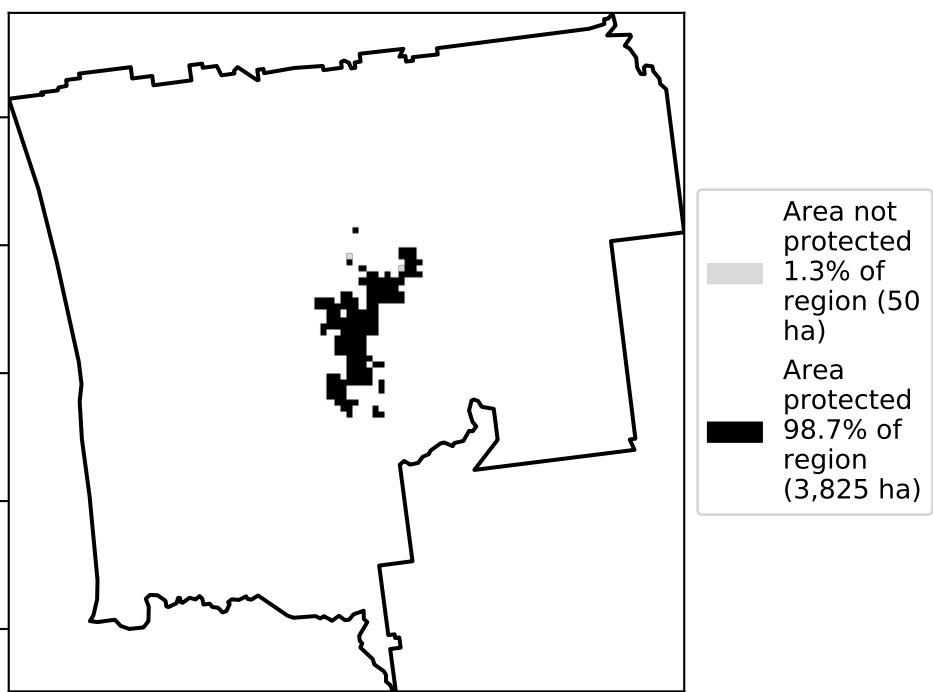 Area not
protected
1.3% of
region (50
ha)
Area
protected
98.7% of
region
(3,825 ha)